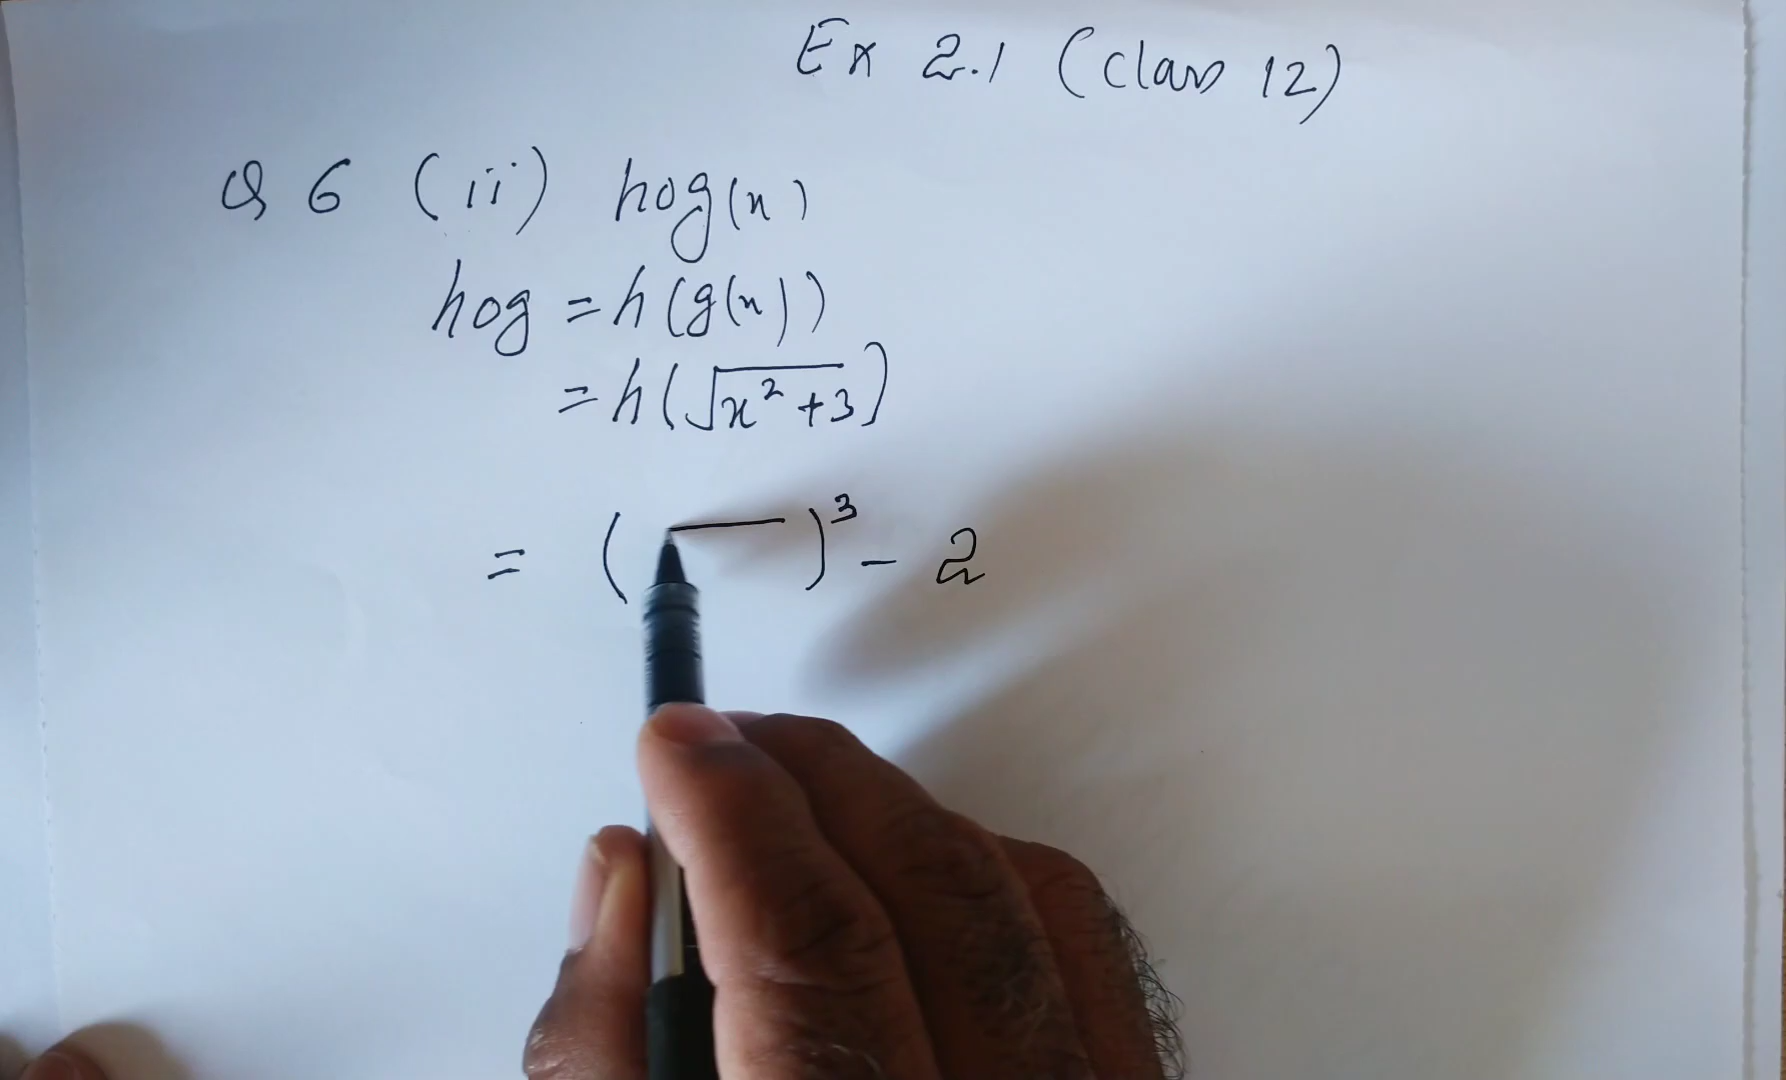 Ex 2.1 (Class 12)
Q 6 (ii) hog(x)
hog = h(g(x))
= h(√x² + 3)
= ( )³ - 2